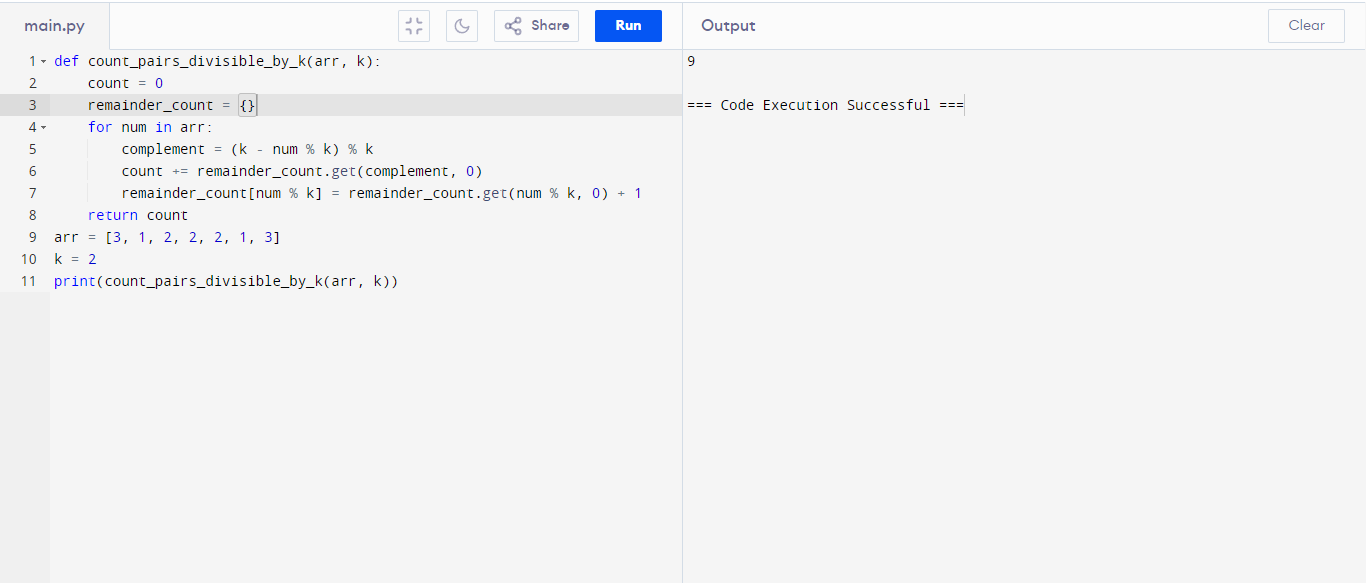 main.py
Share
Run
Output
Clear
1 def count_pairs_divisible_by_k(arr, k):
2     count = 0
3     remainder_count = {}
4     for num in arr:
5         complement = (k - num % k) % k
6         count += remainder_count.get(complement, 0)
7         remainder_count[num % k] = remainder_count.get(num % k, 0) + 1
8     return count
9 arr = [3, 1, 2, 2, 2, 1, 3]
10 k = 2
11 print(count_pairs_divisible_by_k(arr, k))
9
=== Code Execution Successful ===